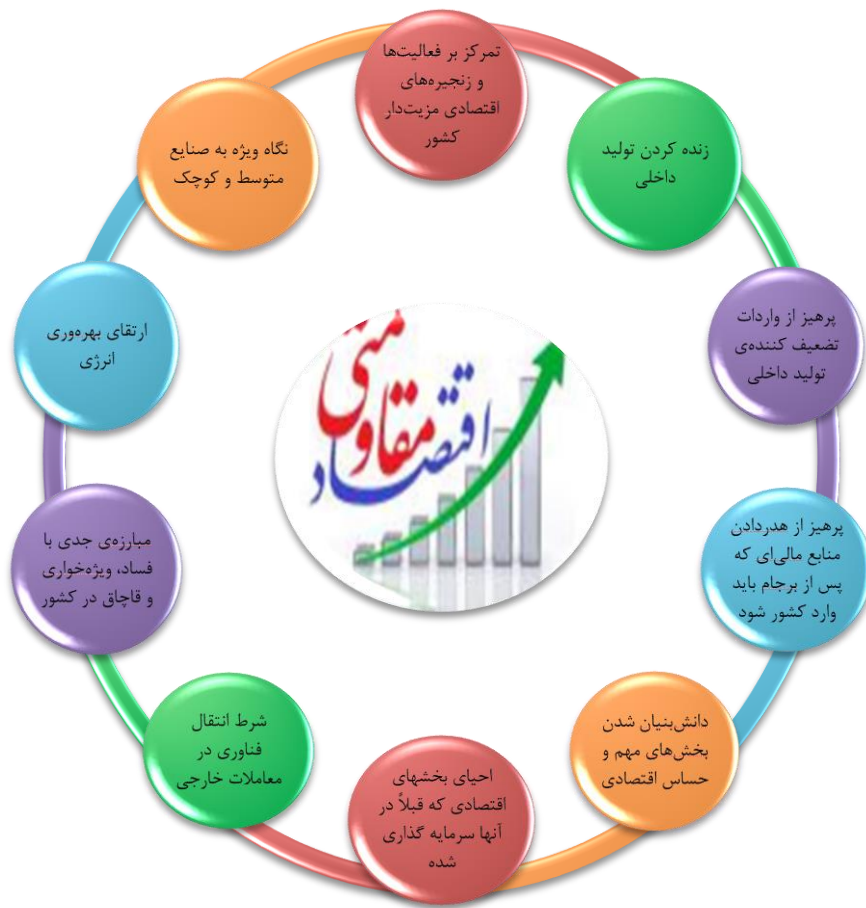 تمرکز بر فعالیت‌ها
و زنجیره‌های
اقتصادی مزیت‌دار
کشور
زنده کردن تولید
داخلی
پرهیز از واردات
تضعیف کننده‌ی
تولید داخلی
پرهیز از هدردادن
منابع مالی‌ای که
پس از برجام باید
وارد کشور شود
دانش‌بنیان شدن
بخش‌های مهم و
حساس اقتصادی
احیای بخشهای
اقتصادی که قبلاً در
آنها سرمایه گذاری
شده
شرط انتقال
فناوری در
معاملات خارجی
مبارزه‌ی جدی با
فساد، ویژه‌خواری
و قاچاق در کشور
ارتقای بهره‌وری
انرژی
نگاه ویژه به صنایع
متوسط و کوچک
اقتصاد مقاومتی